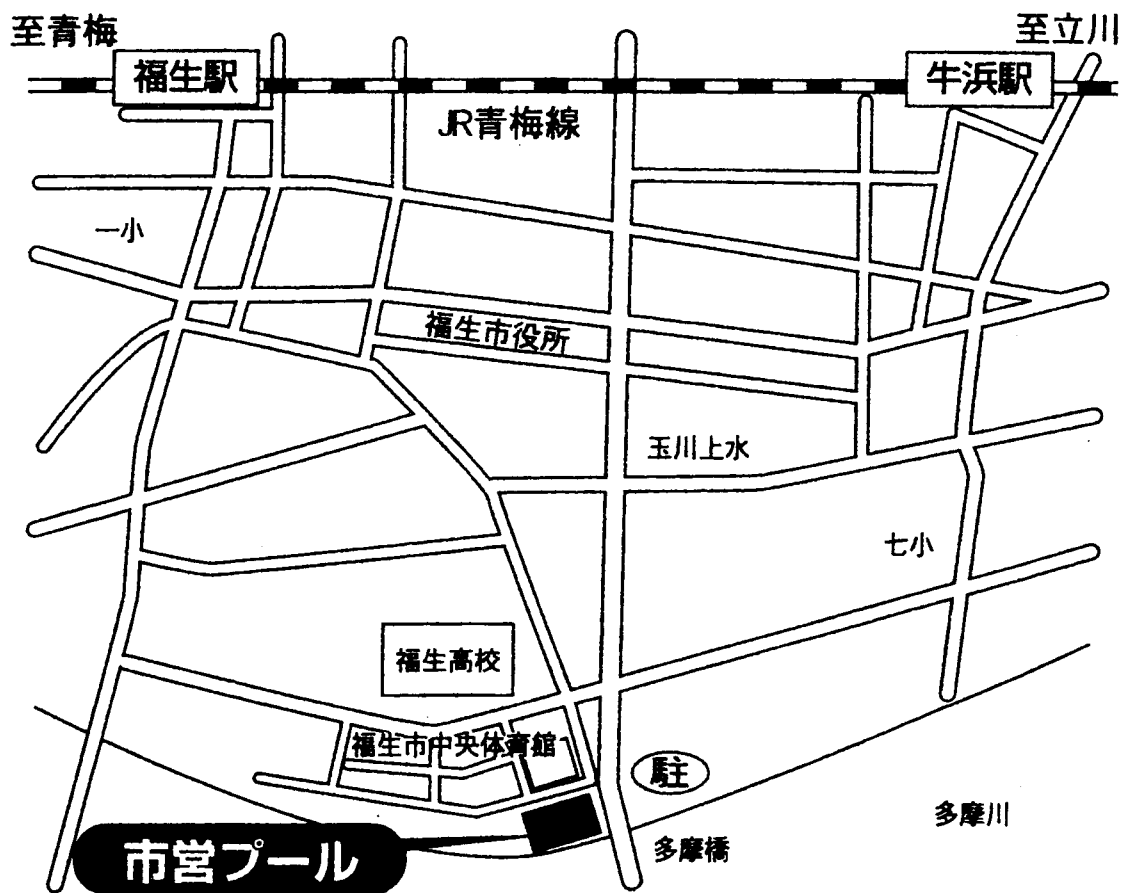 至青梅
至立川
福生駅
牛浜駅
JR青梅線
一小
福生市役所
玉川上水
七小
福生高校
福生市中央体育館
駐
多摩川
多摩橋
市営プール